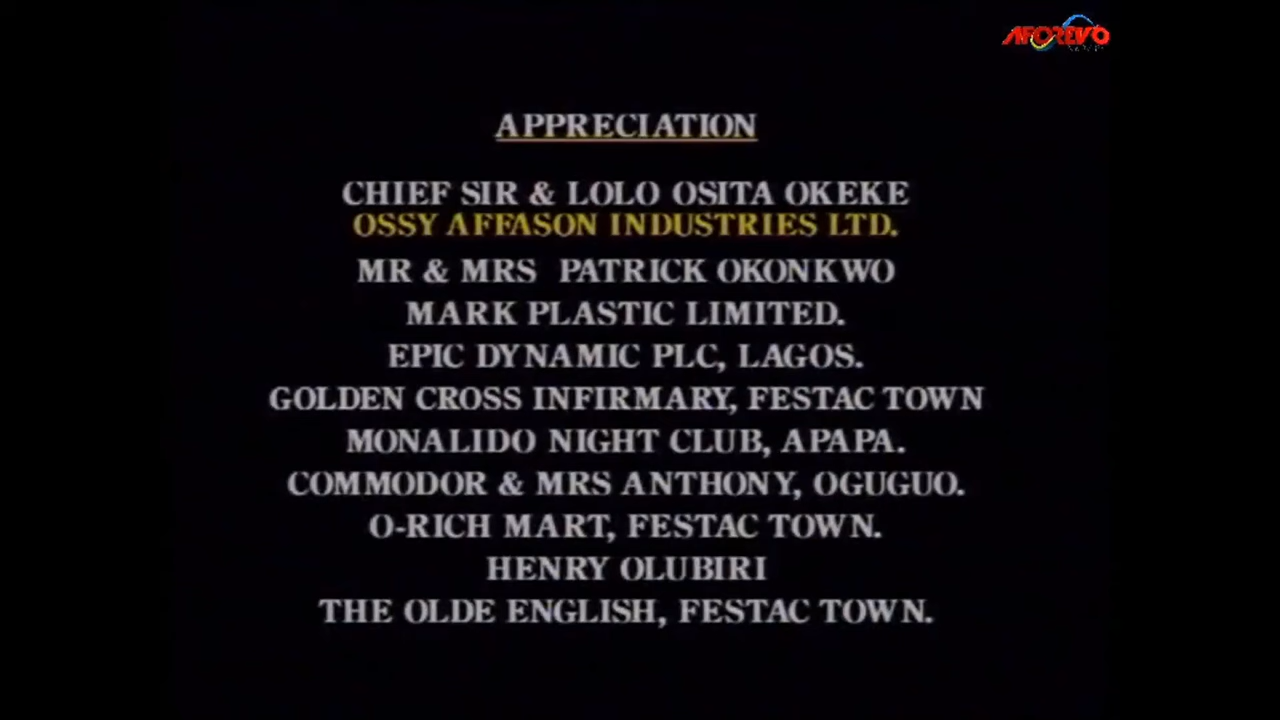 AFOREVO
APPRECIATION
CHIEF SIR & LOLO OSITA OKEKE
OSSY AFFASON INDUSTRIES LTD.
MR & MRS PATRICK OKONKWO
MARK PLASTIC LIMITED.
EPIC DYNAMIC PLC, LAGOS.
GOLDEN CROSS INFIRMARY, FESTAC TOWN
MONALIDO NIGHT CLUB, APAPA.
COMMODOR & MRS ANTHONY, OGUGUO.
O-RICH MART, FESTAC TOWN.
HENRY OLUBIRI
THE OLDE ENGLISH, FESTAC TOWN.